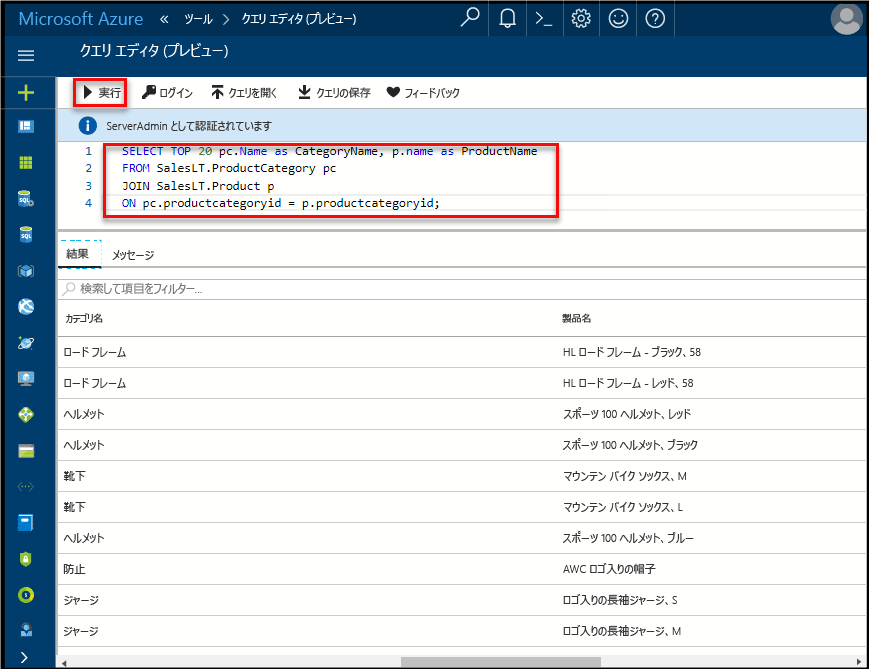 Microsoft Azure « ツール > クエリ エディタ (プレビュー)
クエリ エディタ (プレビュー)
実行 ログイン クエリを開く クエリの保存 フィードバック
ServerAdmin として認証されています
1 SELECT TOP 20 pc.Name as CategoryName, p.name as ProductName
2 FROM SalesLT.ProductCategory pc
3 JOIN SalesLT.Product p
4 ON pc.productcategoryid = p.productcategoryid;
結果 メッセージ
検索して項目をフィルター...
カテゴリ名 製品名
ロード フレーム HL ロード フレーム - ブラック、58
ロード フレーム HL ロード フレーム - レッド、58
ヘルメット スポーツ 100 ヘルメット、レッド
ヘルメット スポーツ 100 ヘルメット、ブラック
靴下 マウンテン バイク ソックス、M
靴下 マウンテン バイク ソックス、L
ヘルメット スポーツ 100 ヘルメット、ブルー
防止 AWC ロゴ入りの帽子
ジャージ ロゴ入りの長袖ジャージ、S
ジャージ ロゴ入りの長袖ジャージ、M